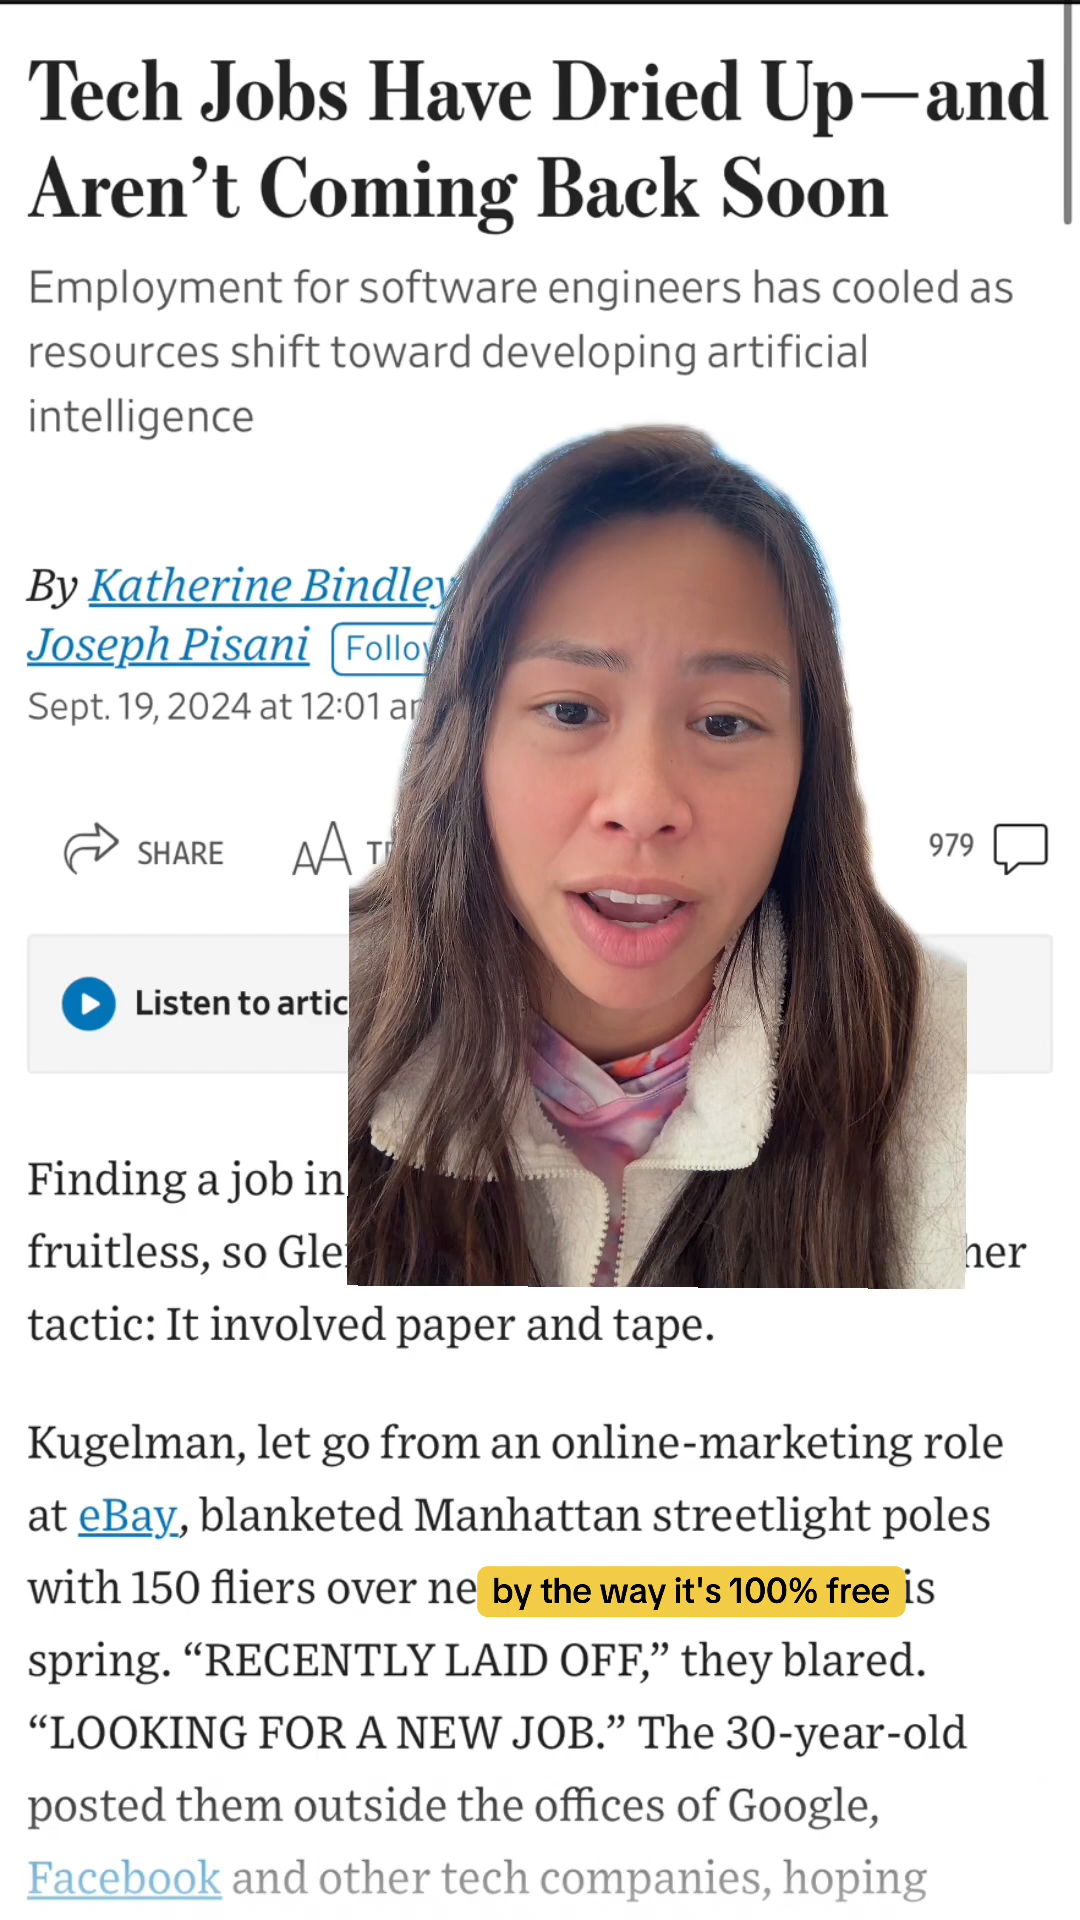 Tech Jobs Have Dried Up—and
Aren’t Coming Back Soon
Employment for software engineers has cooled as
resources shift toward developing artificial
intelligence
By Katherine Bindley
Joseph Pisani Follow
Sept. 19, 2024 at 12:01 am
SHARE
AA
979
Listen to
Finding a job in
fruitless, so
tactic: It involved paper and tape.
Kugelman, let go from an online-marketing role
at eBay, blanketed Manhattan streetlight poles
with 150 fliers over by the way it's 100% free
spring. “RECENTLY LAID OFF,” they blared.
“LOOKING FOR A NEW JOB.” The 30-year-old
posted them outside the offices of Google,
Facebook and other tech companies, hoping